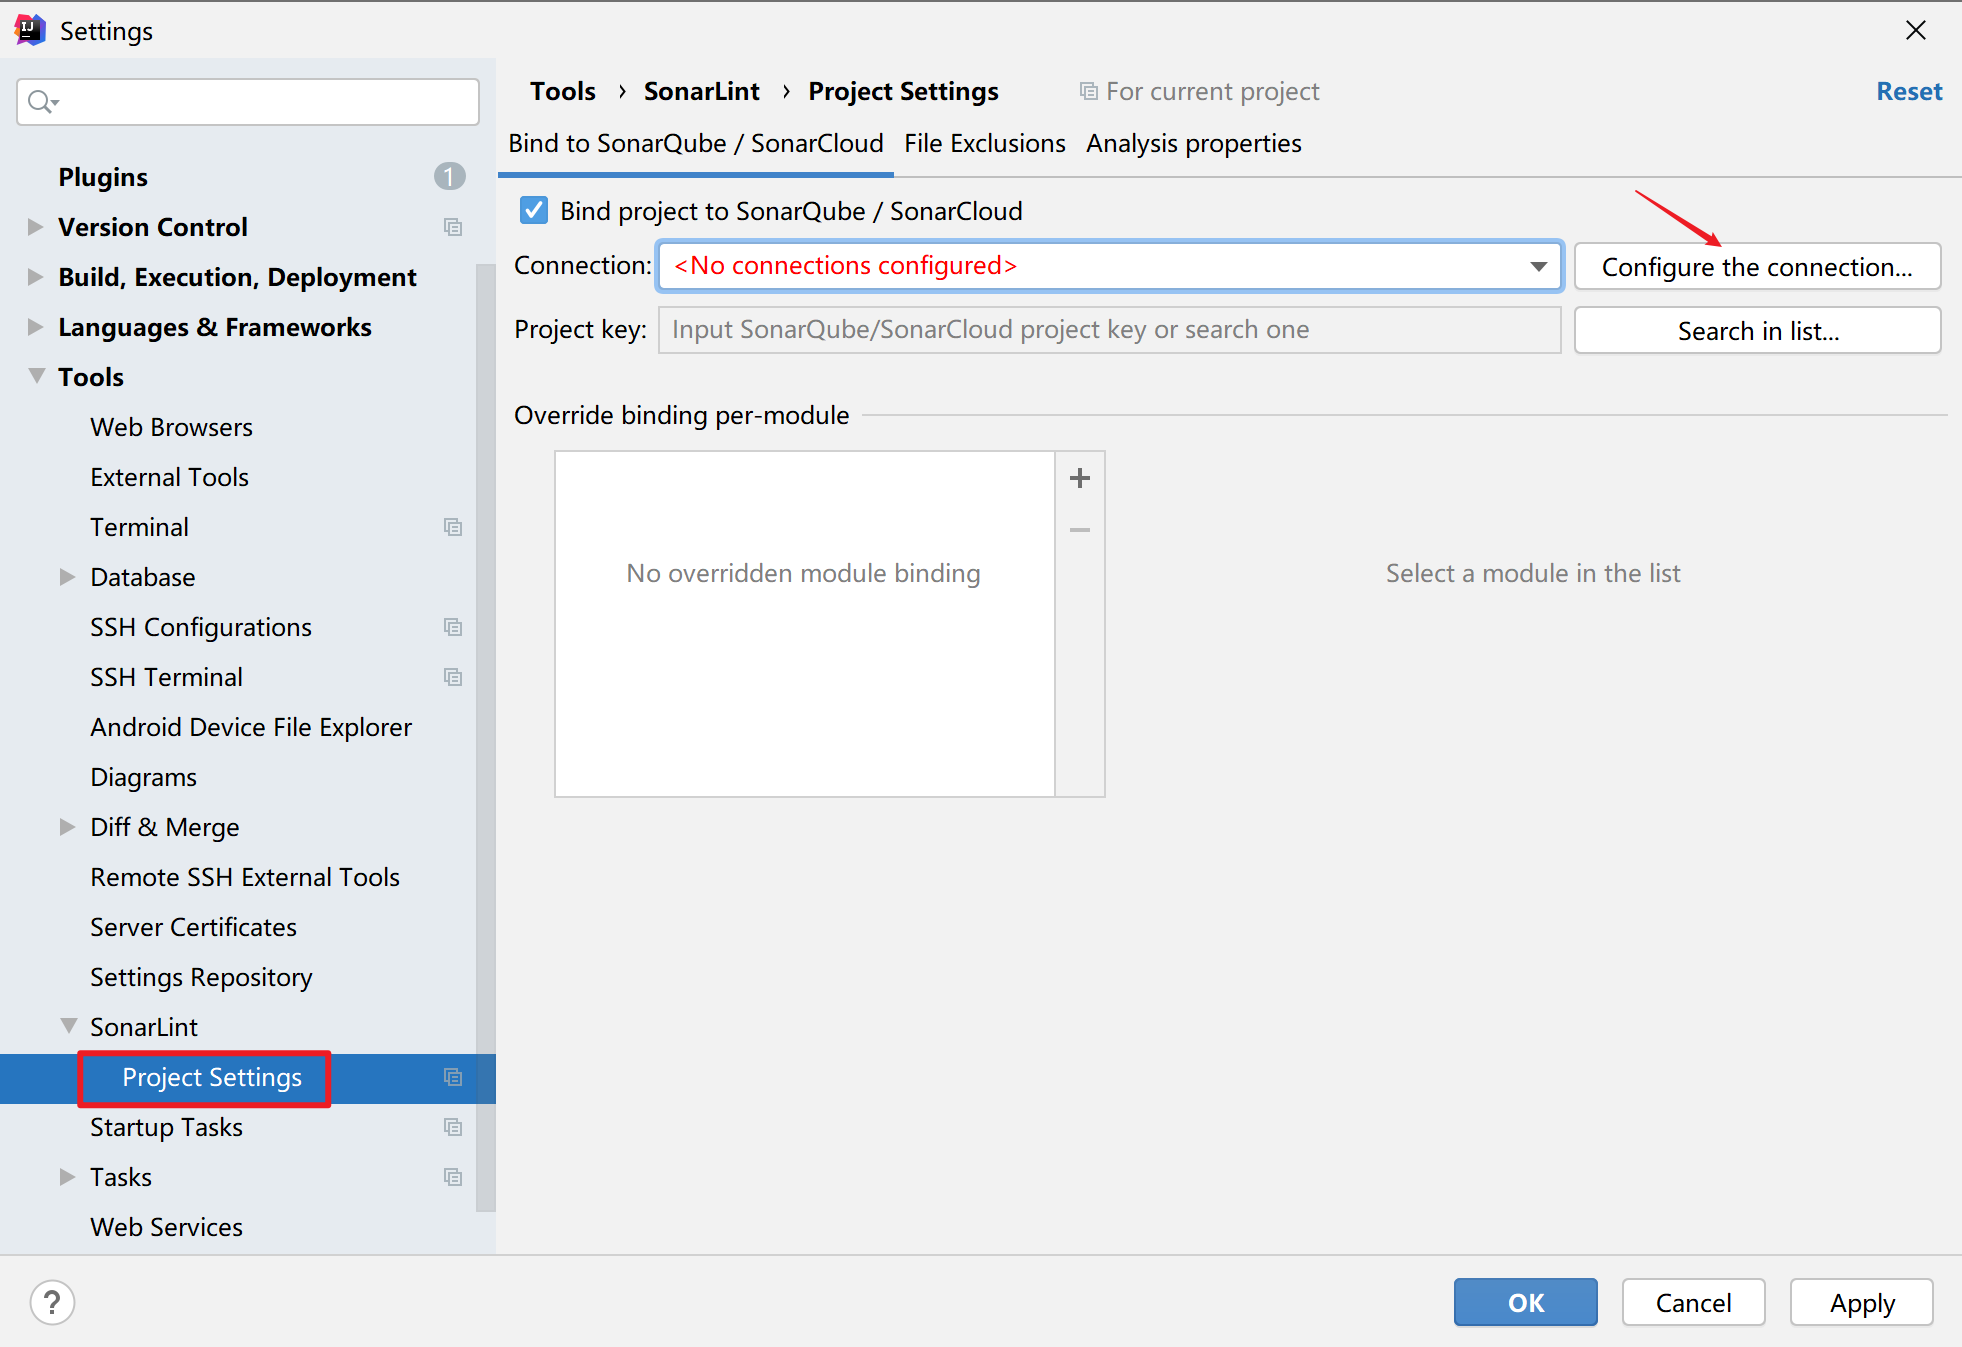 Settings
Tools › SonarLint › Project Settings For current project Reset
Bind to SonarQube / SonarCloud File Exclusions Analysis properties
Plugins 1
Version Control
Build, Execution, Deployment
Languages & Frameworks
Tools
Web Browsers
External Tools
Terminal
Database
SSH Configurations
SSH Terminal
Android Device File Explorer
Diagrams
Diff & Merge
Remote SSH External Tools
Server Certificates
Settings Repository
SonarLint
Project Settings
Startup Tasks
Tasks
Web Services
Bind project to SonarQube / SonarCloud
Connection: <No connections configured> Configure the connection...
Project key: Input SonarQube/SonarCloud project key or search one Search in list...
Override binding per-module
No overridden module binding
Select a module in the list
? OK Cancel Apply